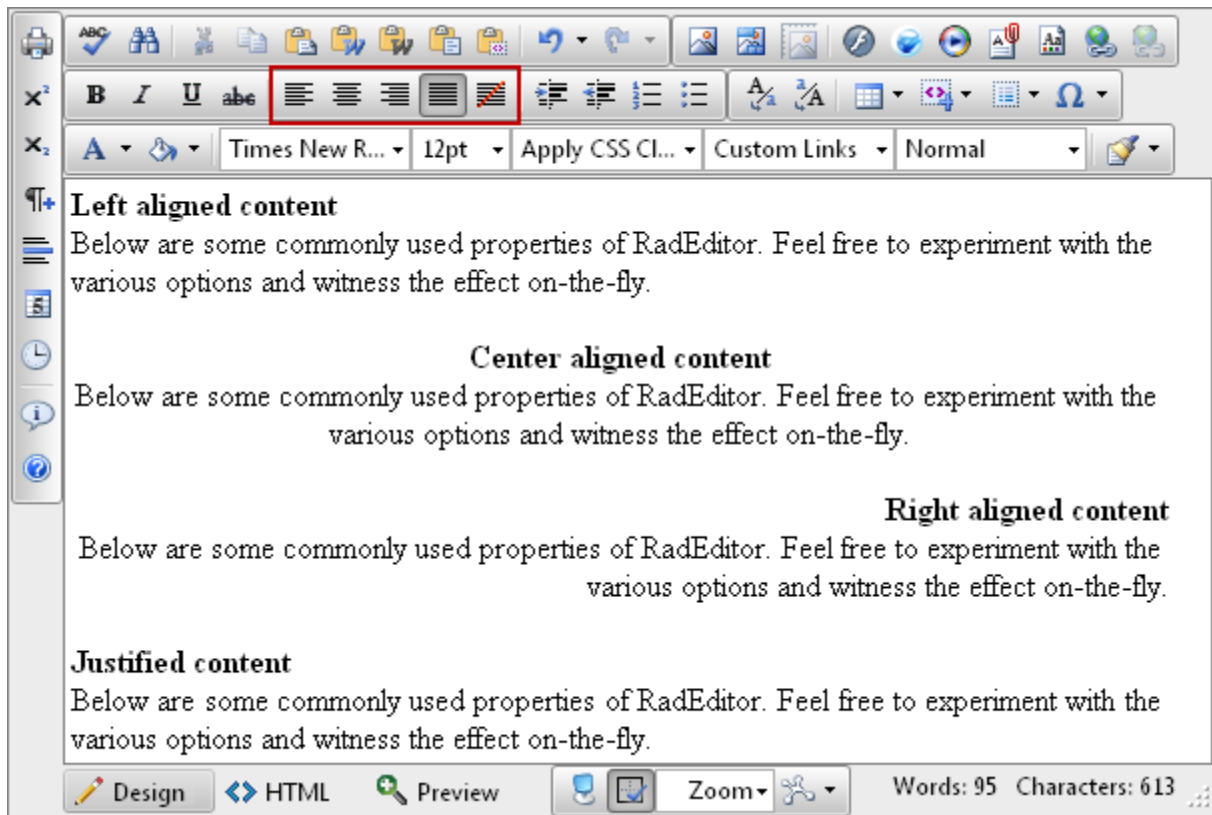 ABC
B I U abc
A Times New R... 12pt Apply CSS Cl... Custom Links Normal
Left aligned content
Below are some commonly used properties of RadEditor. Feel free to experiment with the
various options and witness the effect on-the-fly.
Center aligned content
Below are some commonly used properties of RadEditor. Feel free to experiment with the
various options and witness the effect on-the-fly.
Right aligned content
Below are some commonly used properties of RadEditor. Feel free to experiment with the
various options and witness the effect on-the-fly.
Justified content
Below are some commonly used properties of RadEditor. Feel free to experiment with the
various options and witness the effect on-the-fly.
Design HTML Preview Zoom Words: 95 Characters: 613